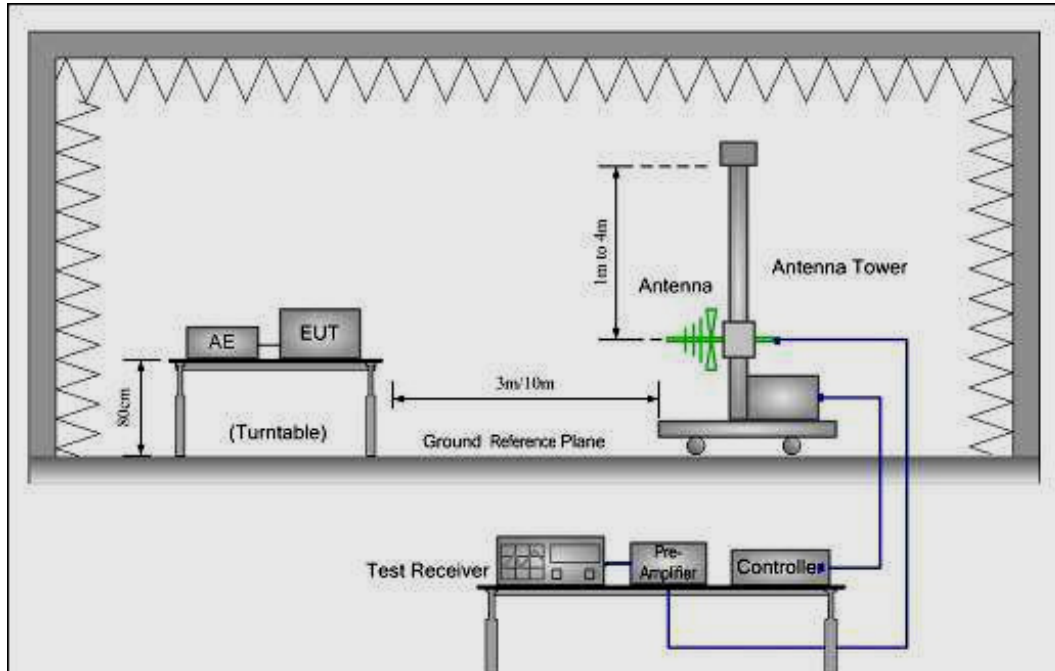 1m to 4m
Antenna Tower
Antenna
AE
EUT
80cm
3m/10m
(Turntable)
Ground Reference Plane
Test Receiver
Pre-
Amplifier
Controller